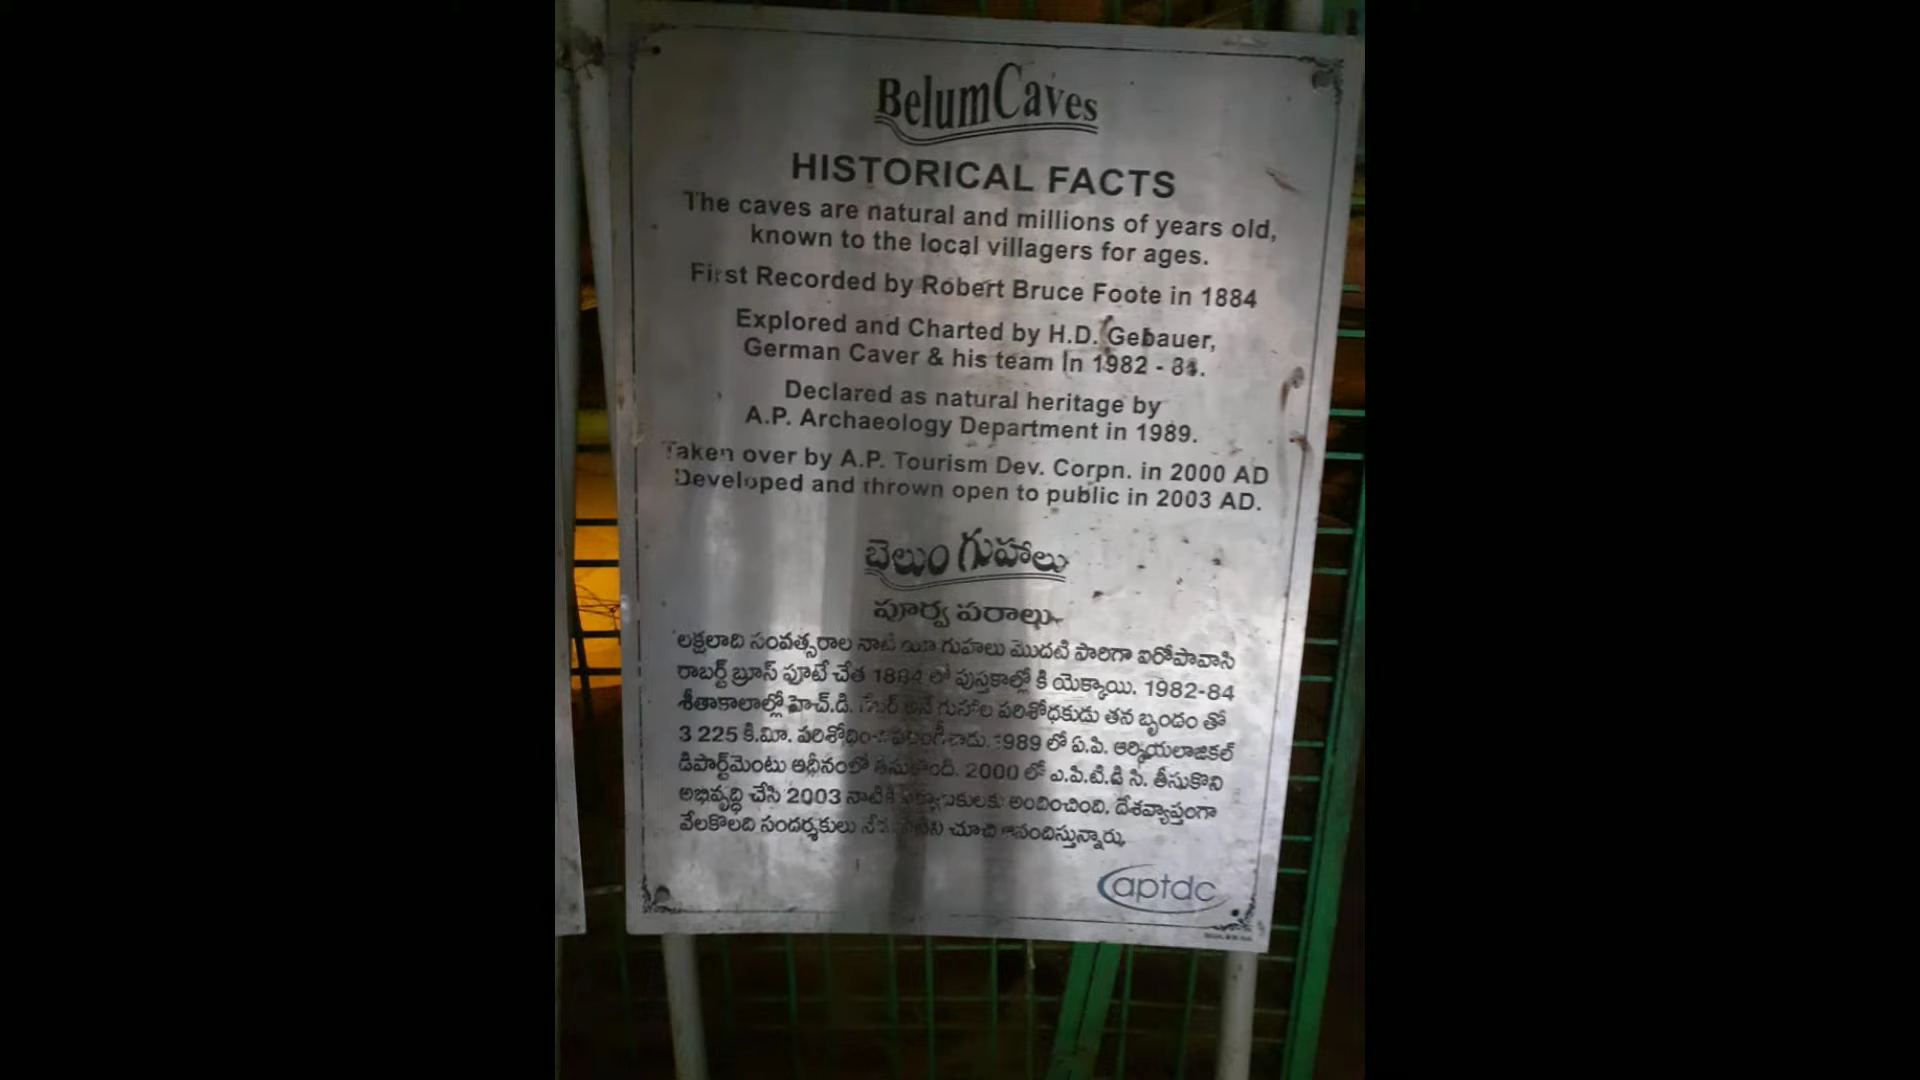 BelumCaves
HISTORICAL FACTS
The caves are natural and millions of years old,
known to the local villagers for ages.
First Recorded by Robert Bruce Foote in 1884
Explored and Charted by H.D. Gebauer,
German Caver & his team In 1982 - 84.
Declared as natural heritage by
A.P. Archaeology Department in 1989.
Taken over by A.P. Tourism Dev. Corpn. in 2000 AD
Developed and thrown open to public in 2003 AD.
బెలుం గుహలు
పూర్వ పరాలు
లక్షలాది సంవత్సరాల నాటి యీ గుహలు మొదటి పారిగా ఐరోపావాసి
రాబర్ట్ బ్రూస్ పూటే చేత 1884 లో పుస్తకాల్లో కి యెక్కాయి. 1982-84
శీతాకాలాల్లో హెచ్.డి. అనే గుహల పరిశోధకుడు తన బృందం తో
3 225 కి.మీ. 1989 లో ఏ.పి. ఆర్కియలాజికల్
డిపార్ట్‌మెంటు ఆధీనంలో తీసుకొంది. 2000 లో ఎ.పి.టి.డి సి. తీసుకొని
అభివృద్ధి చేసి 2003 నాటికి అందించింది. దేశవ్యాప్తంగా
వేలకొలది సందర్శకులు చూచి ఆనందిస్తున్నారు.
aptdc